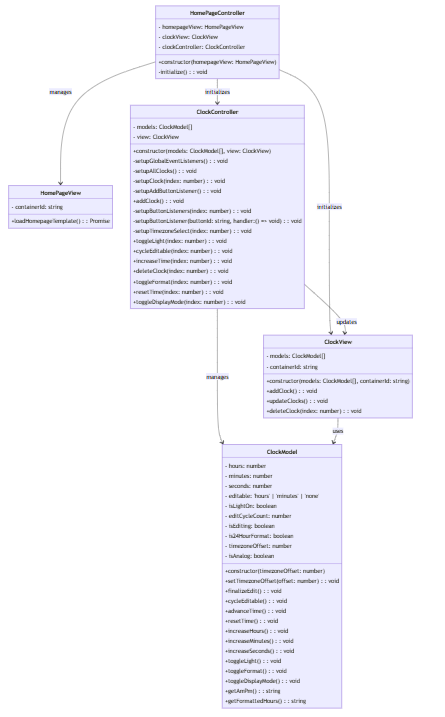 HomePageController
- homepageView: HomePageView
- clockView: ClockView
- clockController: ClockController
+constructor(homepageView: HomePageView)
-initialize() : : void
manages
initializes
ClockController
- models: ClockModel[]
- view: ClockView
+constructor(models: ClockModel[], view: ClockView)
-setupGlobalEventListeners() : : void
-setupAllClocks() : : void
-setupClock(index: number) : : void
-setupAddButtonListener() : : void
+addClock() : : void
-setupButtonListeners(index: number) : : void
-setupButtonListener(buttonId: string, handler:() => void) : : void
-setupTimezoneSelect(index: number) : : void
+toggleLight(index: number) : : void
+cycleEditable(index: number) : : void
+increaseTime(index: number) : : void
+deleteClock(index: number) : : void
+toggleFormat(index: number) : : void
+resetTime(index: number) : : void
+toggleDisplayMode(index: number) : : void
HomePageView
- containerId: string
+loadHomepageTemplate() : : Promise
initializes
updates
ClockView
- models: ClockModel[]
- containerId: string
+constructor(models: ClockModel[], containerId: string)
+addClock() : : void
+updateClocks() : : void
+deleteClock(index: number) : : void
manages
uses
ClockModel
- hours: number
- minutes: number
- seconds: number
- editable: 'hours' | 'minutes' | 'none'
- isLightOn: boolean
- editCycleCount: number
- isEditing: boolean
- is24HourFormat: boolean
- timezoneOffset: number
- isAnalog: boolean
+constructor(timezoneOffset: number)
+setTimezoneOffset(offset: number) : : void
+finalizeEdit() : : void
+cycleEditable() : : void
+advanceTime() : : void
+resetTime() : : void
+increaseHours() : : void
+increaseMinutes() : : void
+increaseSeconds() : : void
+toggleLight() : : void
+toggleFormat() : : void
+toggleDisplayMode() : : void
+getAmPm() : : string
+getFormattedHours() : : string